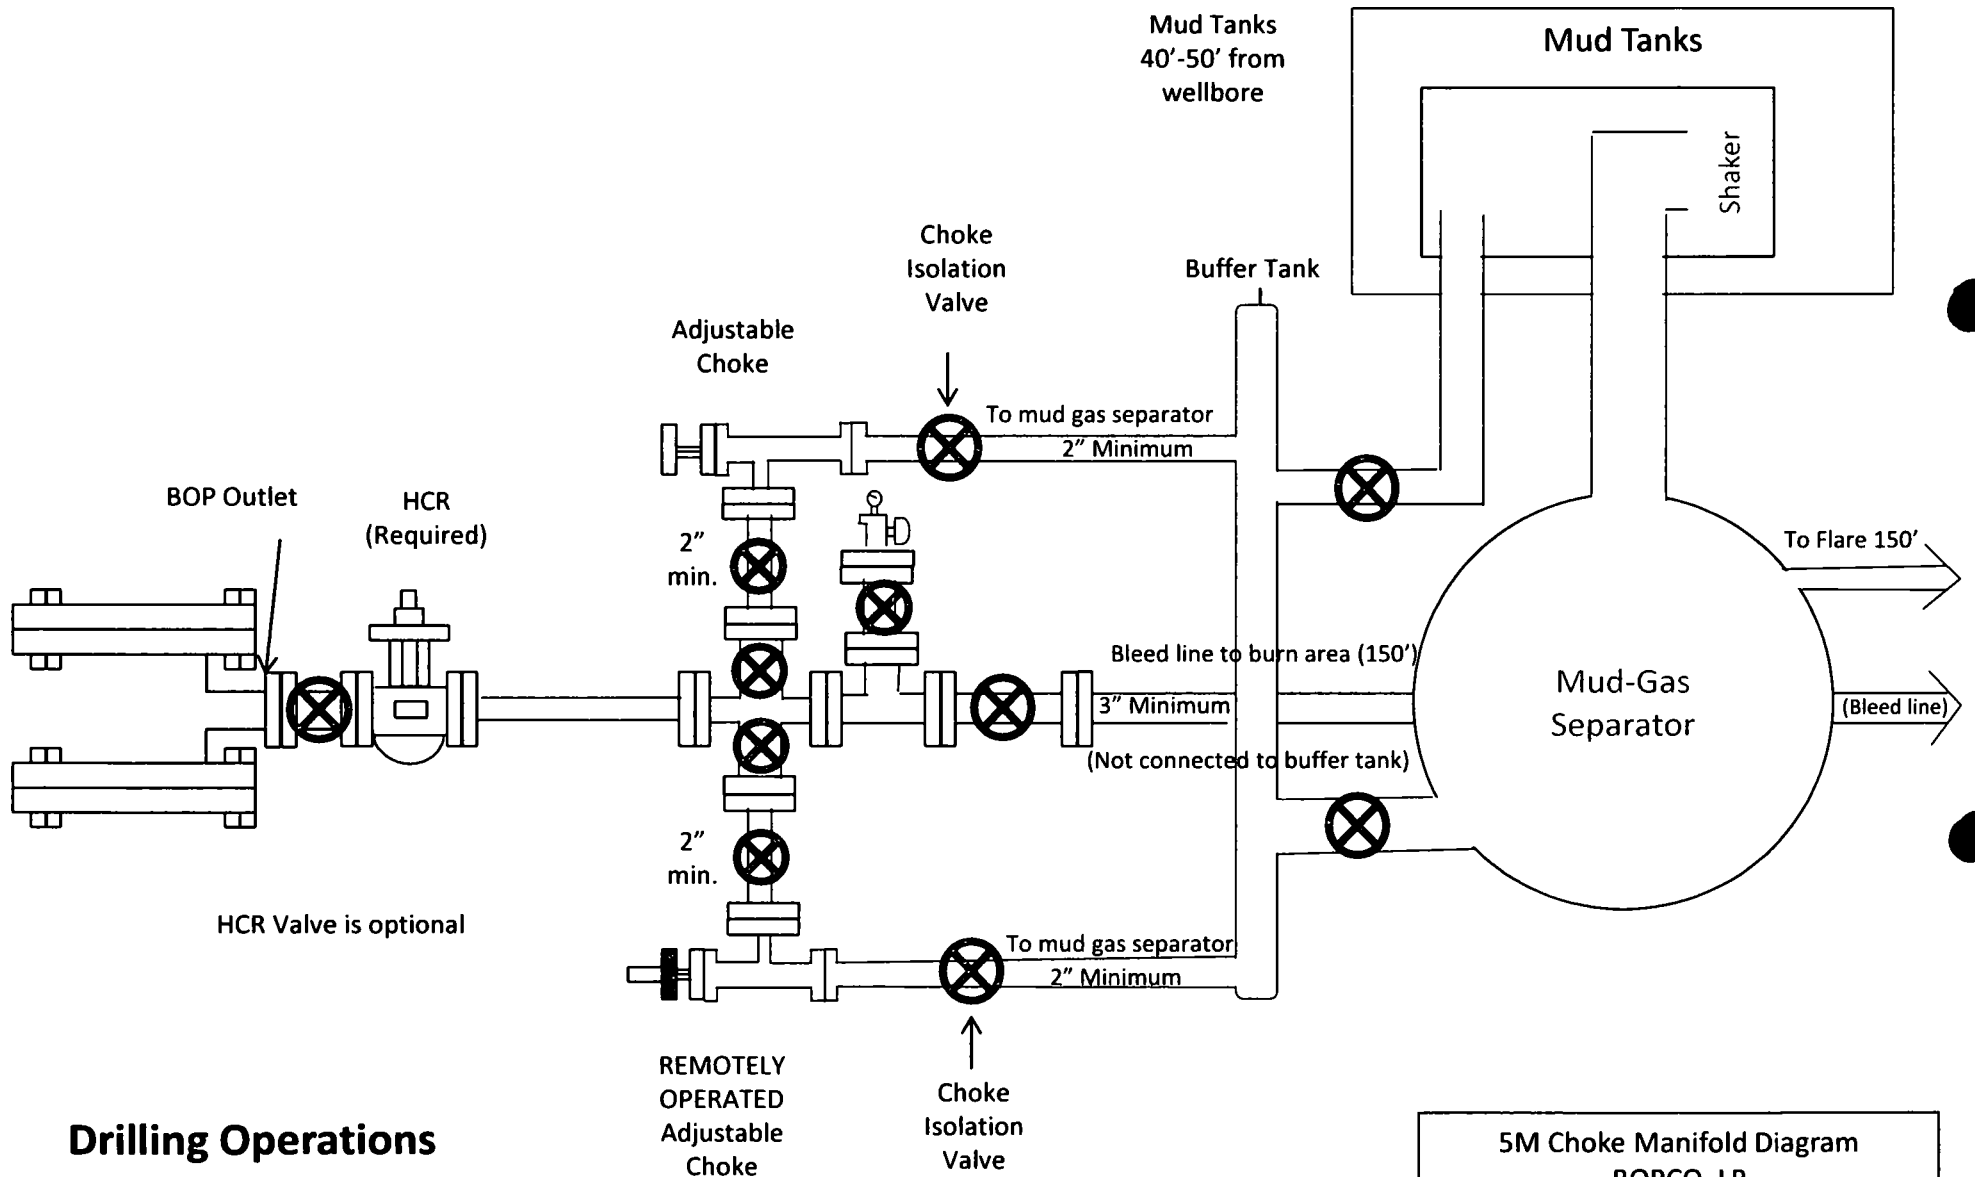 Mud Tanks
40'-50' from
wellbore
Mud Tanks
Shaker
Choke
Isolation
Valve
Buffer Tank
Adjustable
Choke
To mud gas separator
2" Minimum
BOP Outlet
HCR
(Required)
2"
min.
To Flare 150'
Bleed line to burn area (150')
3" Minimum
(Not connected to buffer tank)
Mud-Gas
Separator
(Bleed line)
2"
min.
HCR Valve is optional
To mud gas separator
2" Minimum
REMOTELY
OPERATED
Adjustable
Choke
Choke
Isolation
Valve
Drilling Operations
5M Choke Manifold Diagram
BOPCO, LP